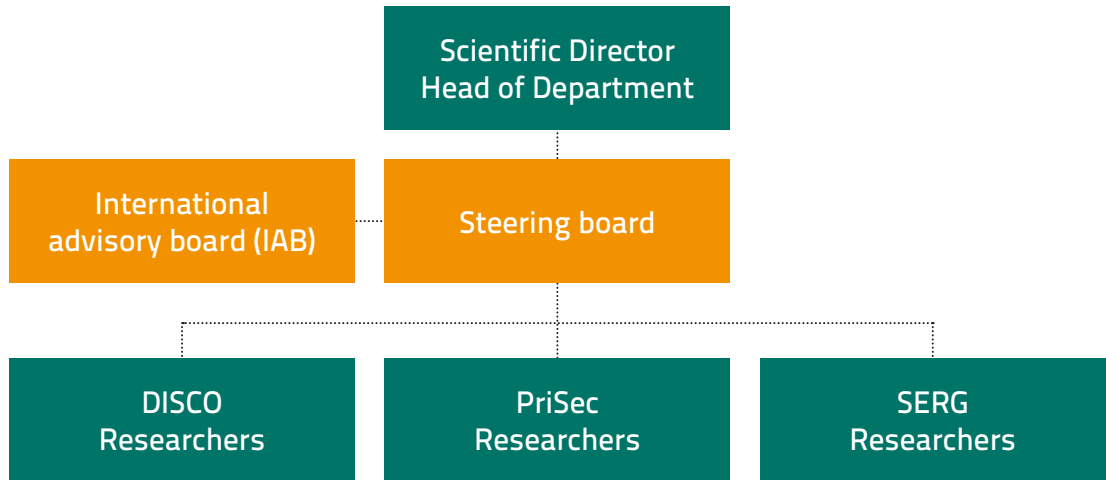 Scientific Director
Head of Department
International
advisory board (IAB)
Steering board
DISCO
Researchers
PriSec
Researchers
SERG
Researchers